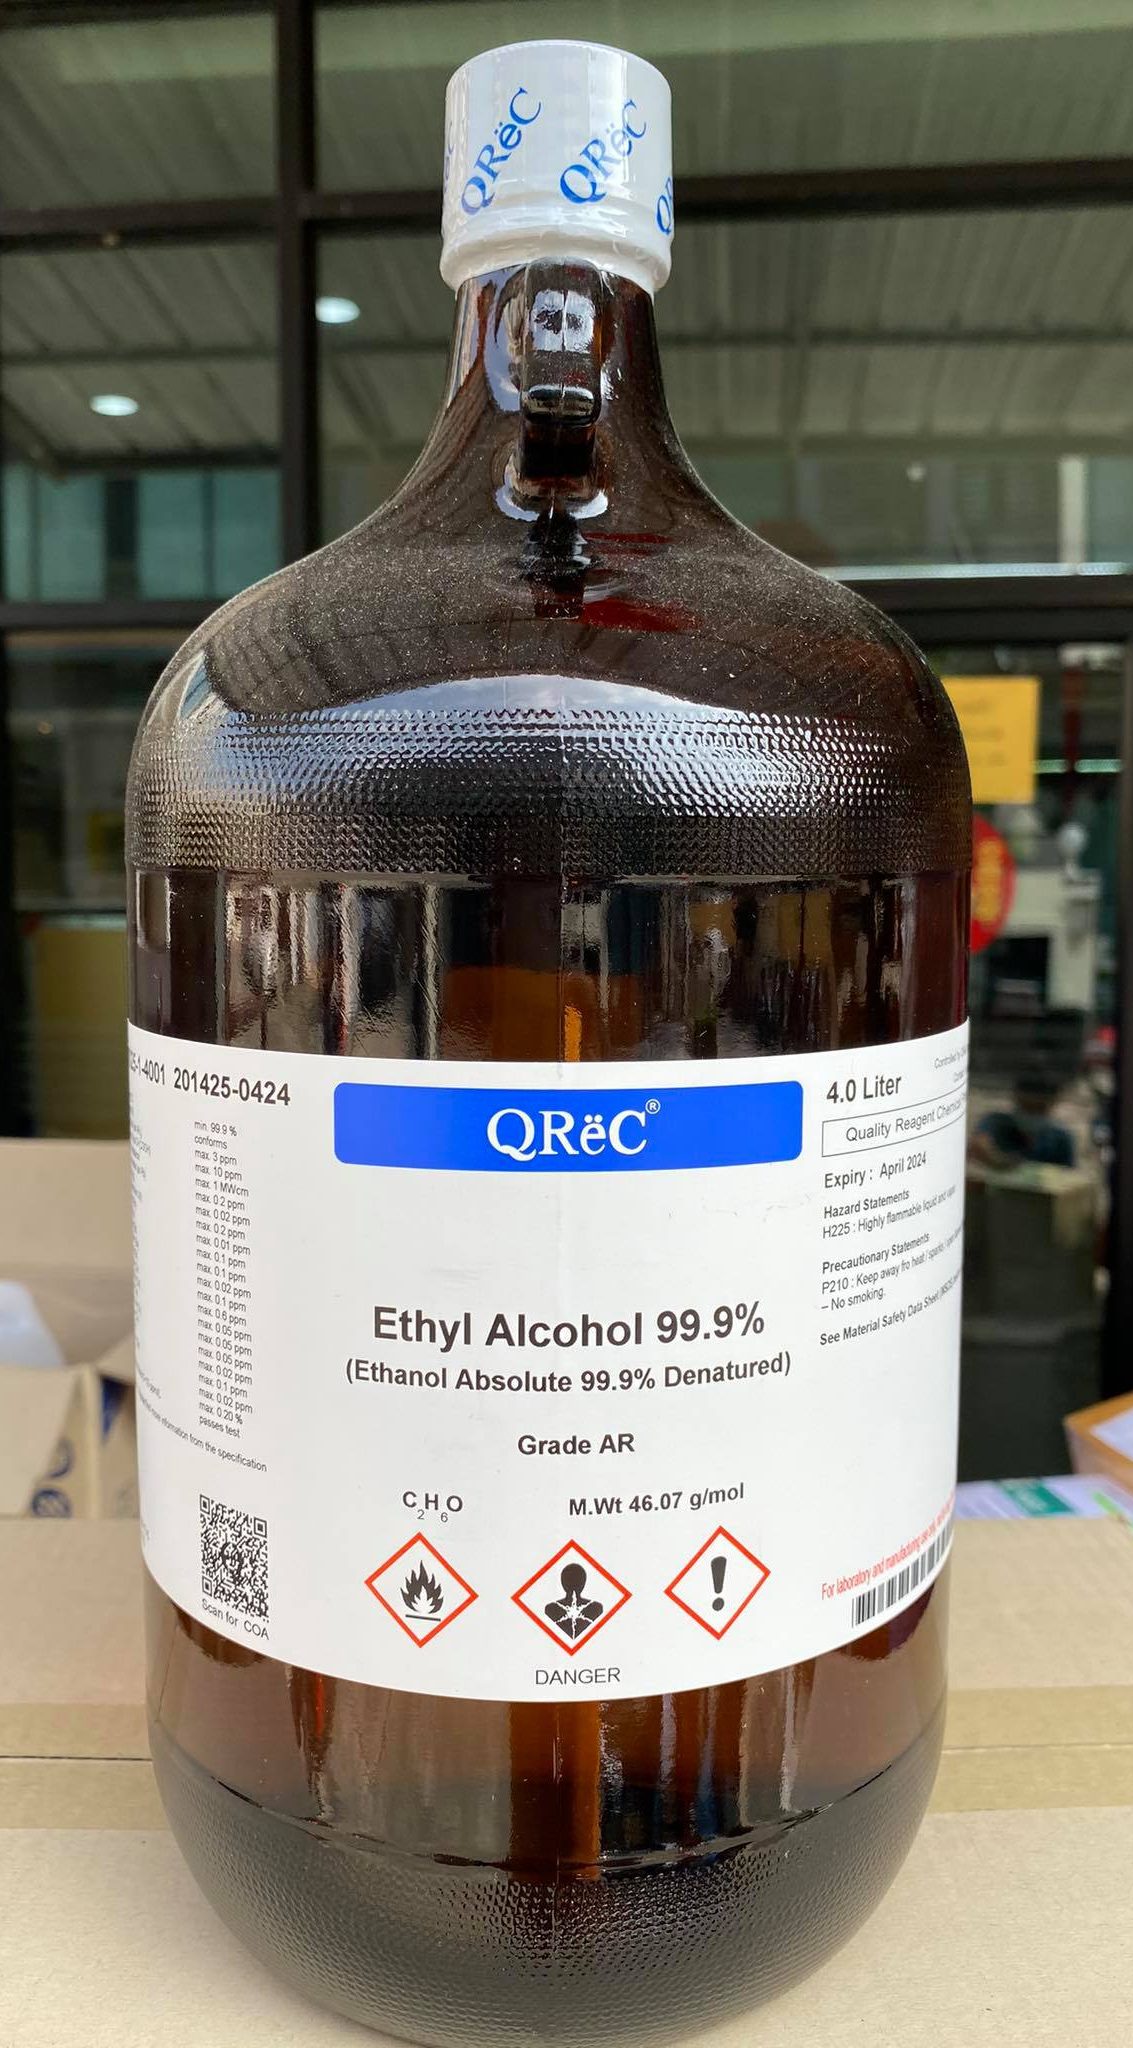 QRëC
QRëC
201425-0424
min. 99.9 %
conforms
max. 3 ppm
max. 10 ppm
max. 1 MWcm
max. 0.2 ppm
max. 0.02 ppm
max. 0.2 ppm
max. 0.01 ppm
max. 0.1 ppm
max. 0.1 ppm
max. 0.02 ppm
max. 0.1 ppm
max. 0.6 ppm
max. 0.05 ppm
max. 0.05 ppm
max. 0.05 ppm
max. 0.02 ppm
max. 0.1 ppm
max. 0.02 ppm
max. 0.20 %
passes test
more information from the specification
Scan for COA
QRëC®
Ethyl Alcohol 99.9%
(Ethanol Absolute 99.9% Denatured)
Grade AR
C2H6O
M.Wt 46.07 g/mol
DANGER
4.0 Liter
Quality Reagent Chemical
Expiry : April 2024
Hazard Statements
H225 : Highly flammable liquid and
Precautionary Statements
P210 : Keep away fro heat / sparks /
– No smoking.
See Material Safety Data Sheet
For laboratory and manufacturing use only,